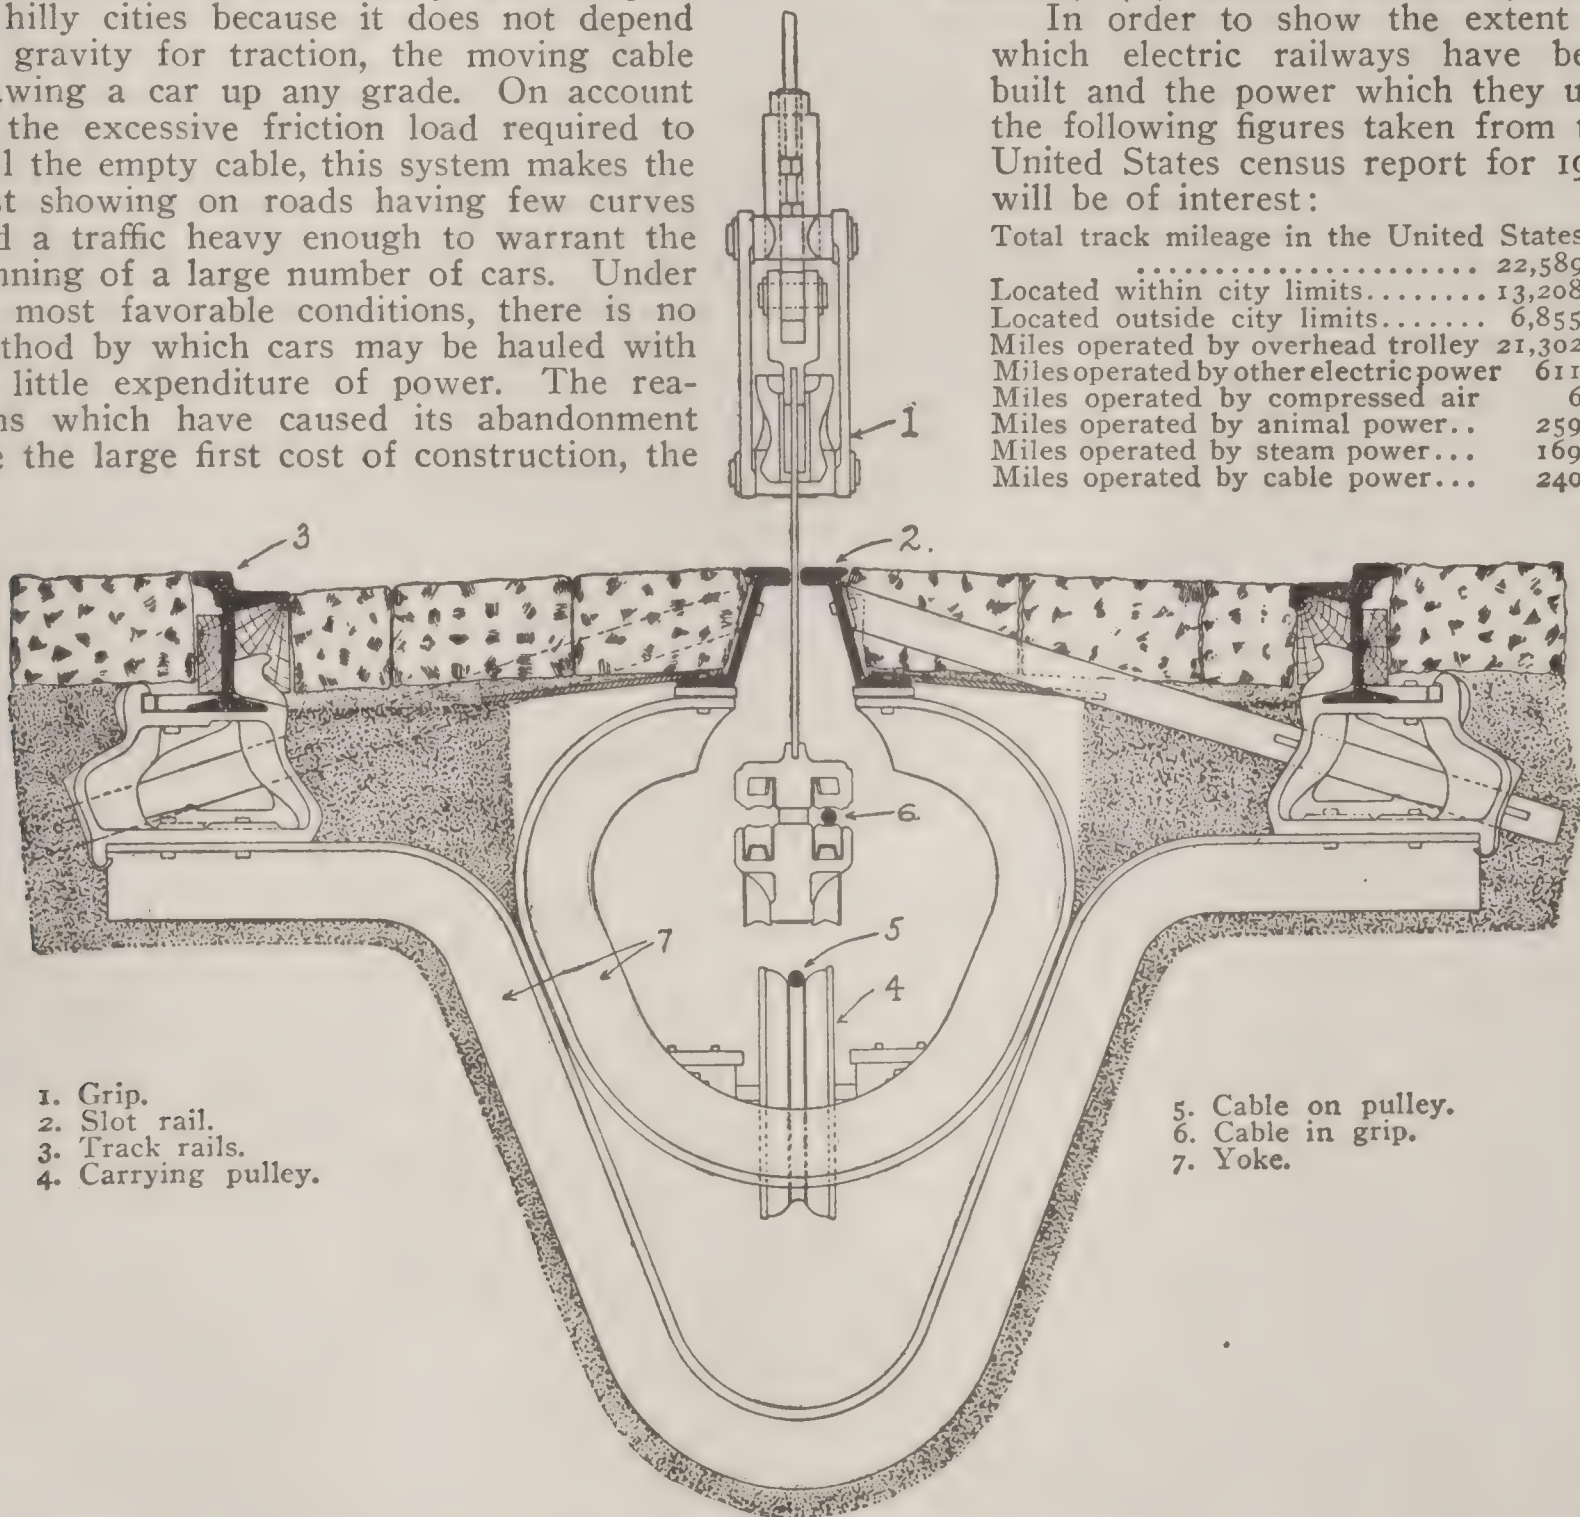 hilly cities because it does not depend
gravity for traction, the moving cable
wing a car up any grade. On account
the excessive friction load required to
the empty cable, this system makes the
showing on roads having few curves
a traffic heavy enough to warrant the
ning of a large number of cars. Under
most favorable conditions, there is no
thod by which cars may be hauled with
little expenditure of power. The rea-
ns which have caused its abandonment
the large first cost of construction, the
In order to show the extent
which electric railways have be
built and the power which they u
the following figures taken from t
United States census report for 19
will be of interest:
Total track mileage in the United States
...................... 22,589
Located within city limits........ 13,208
Located outside city limits....... 6,855
Miles operated by overhead trolley 21,302
Miles operated by other electric power 611
Miles operated by compressed air 6
Miles operated by animal power.. 259
Miles operated by steam power... 169
Miles operated by cable power... 240
1
2.
3
6.
7
5
4
1. Grip.
2. Slot rail.
3. Track rails.
4. Carrying pulley.
5. Cable on pulley.
6. Cable in grip.
7. Yoke.